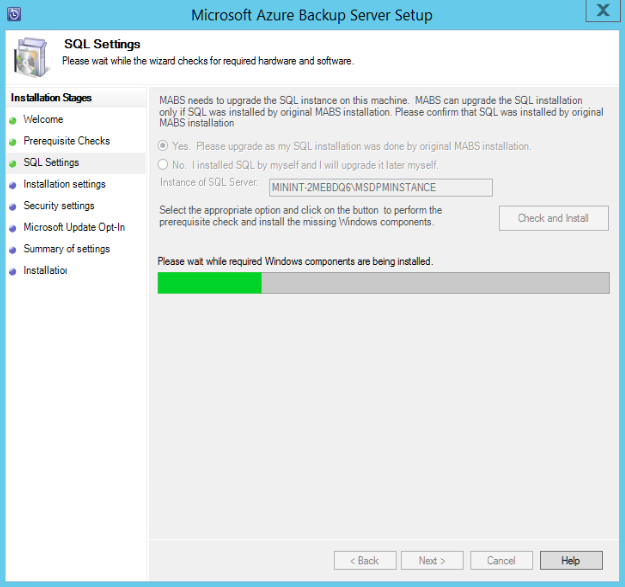 Microsoft Azure Backup Server Setup
X
SQL Settings
Please wait while the wizard checks for required hardware and software.
Installation Stages
Welcome
Prerequisite Checks
SQL Settings
Installation settings
Security settings
Microsoft Update Opt-In
Summary of settings
Installation
MABS needs to upgrade the SQL instance on this machine. MABS can upgrade the SQL installation
only if SQL was installed by original MABS installation. Please confirm that SQL was installed by original
MABS installation
Yes. Please upgrade as my SQL installation was done by original MABS installation.
No. I installed SQL by myself and I will upgrade it later myself.
Instance of SQL Server:
MININT-2MEBDQ6\MSDPMINSTANCE
Select the appropriate option and click on the button to perform the
prerequisite check and install the missing Windows components.
Check and Install
Please wait while required Windows components are being installed.
< Back
Next >
Cancel
Help